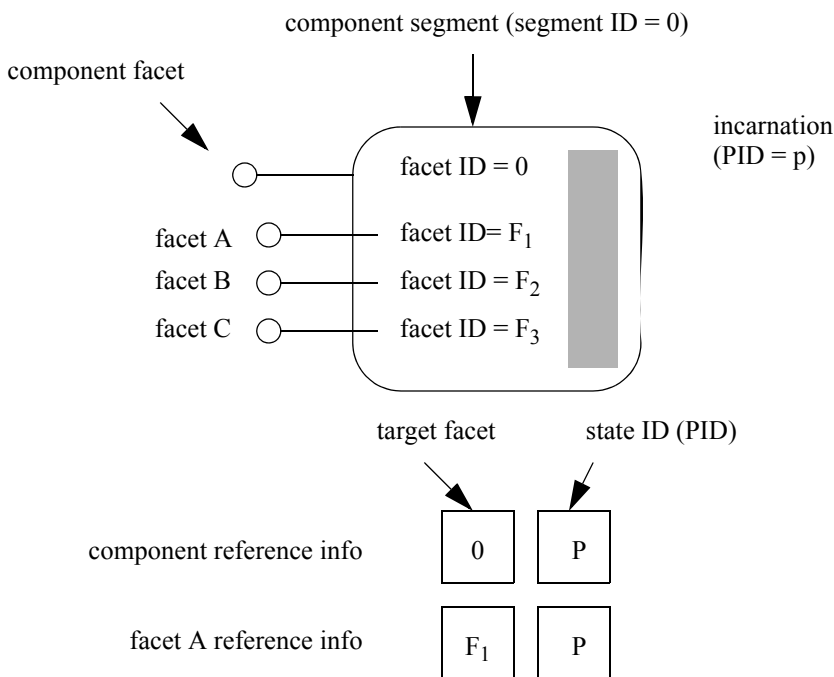 component segment (segment ID = 0)
component facet
incarnation
(PID = p)
facet ID = 0
facet A
facet ID= F1
facet B
facet ID = F2
facet C
facet ID = F3
target facet
state ID (PID)
component reference info
0
P
facet A reference info
F1
P